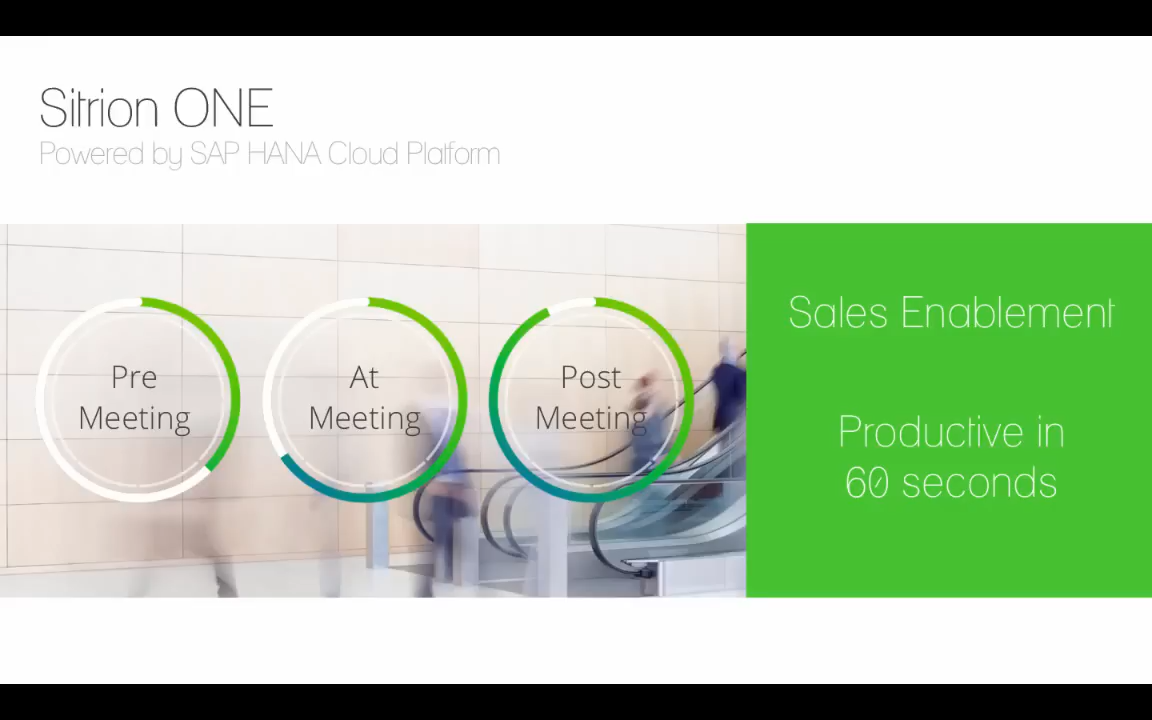 Sitrion ONE
Powered by SAP HANA Cloud Platform
Pre
Meeting
At
Meeting
Post
Meeting
Sales Enablement
Productive in
60 seconds